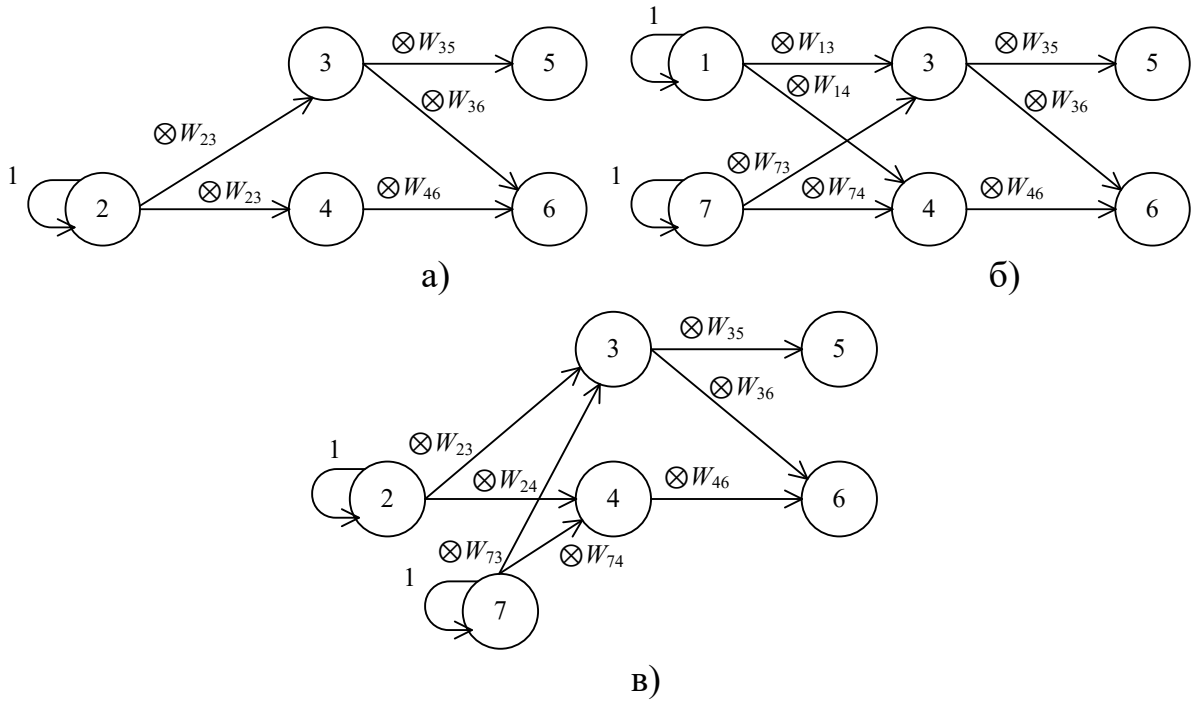 1
⊗W₃₅
⊗W₁₃
⊗W₃₅
3
5
1
3
5
⊗W₃₆
⊗W₁₄
⊗W₃₆
⊗W₂₃
⊗W₇₃
1
⊗W₂₃
⊗W₄₆
1
⊗W₇₄
⊗W₄₆
2
4
6
7
4
6
а)
б)
⊗W₃₅
3
5
⊗W₃₆
⊗W₂₃
1
⊗W₂₄
⊗W₄₆
2
4
6
⊗W₇₃
⊗W₇₄
1
7
в)